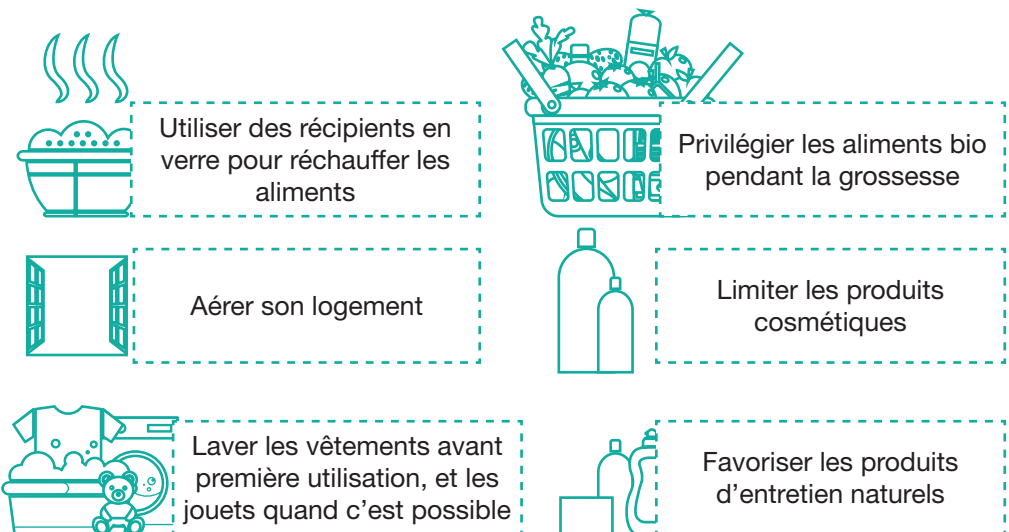 Utiliser des récipients en
verre pour réchauffer les
aliments
Privilégier les aliments bio
pendant la grossesse
Aérer son logement
Limiter les produits
cosmétiques
Laver les vêtements avant
première utilisation, et les
jouets quand c’est possible
Favoriser les produits
d’entretien naturels